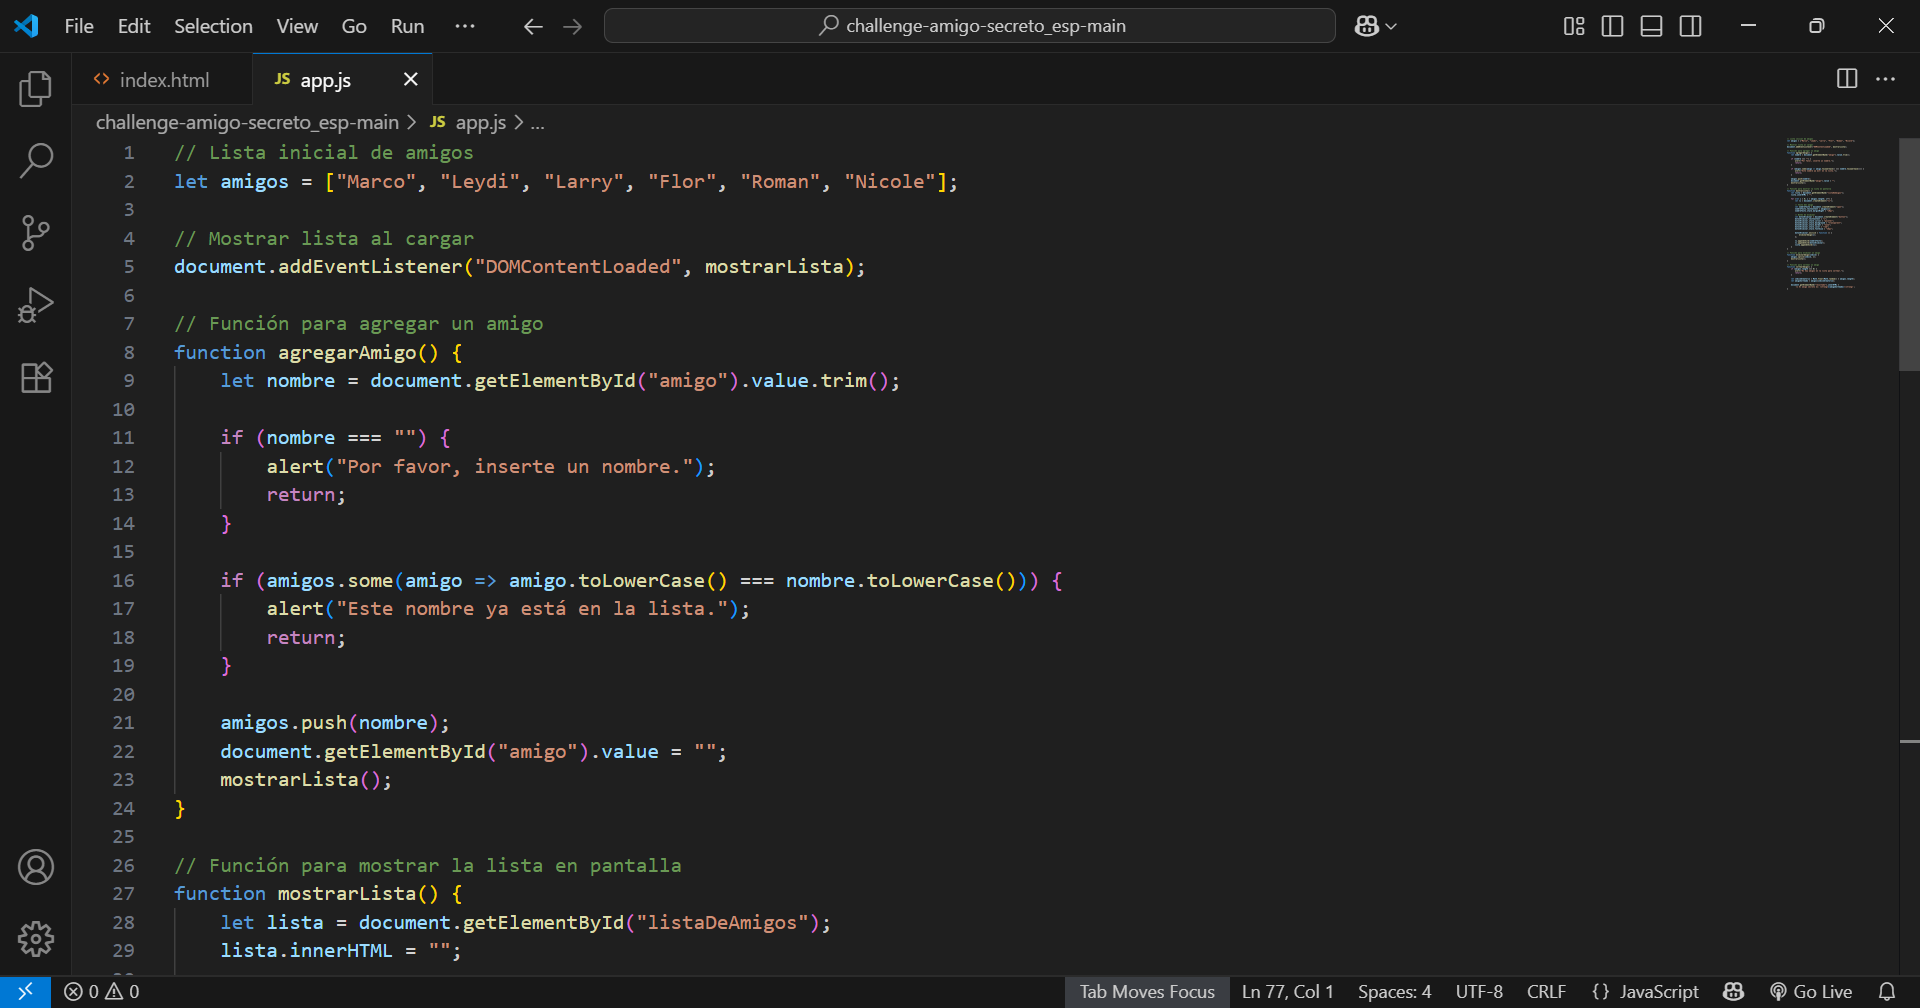 File Edit Selection View Go Run ··· challenge-amigo-secreto_esp-main
index.html JS app.js
challenge-amigo-secreto_esp-main > JS app.js > ...
1 // Lista inicial de amigos
2 let amigos = ["Marco", "Leydi", "Larry", "Flor", "Roman", "Nicole"];
3
4 // Mostrar lista al cargar
5 document.addEventListener("DOMContentLoaded", mostrarLista);
6
7 // Función para agregar un amigo
8 function agregarAmigo() {
9 let nombre = document.getElementById("amigo").value.trim();
10
11 if (nombre === "") {
12 alert("Por favor, inserte un nombre.");
13 return;
14 }
15
16 if (amigos.some(amigo => amigo.toLowerCase() === nombre.toLowerCase())) {
17 alert("Este nombre ya está en la lista.");
18 return;
19 }
20
21 amigos.push(nombre);
22 document.getElementById("amigo").value = "";
23 mostrarLista();
24 }
25
26 // Función para mostrar la lista en pantalla
27 function mostrarLista() {
28 let lista = document.getElementById("listaDeAmigos");
29 lista.innerHTML = "";
0 0 Tab Moves Focus Ln 77, Col 1 Spaces: 4 UTF-8 CRLF {} JavaScript Go Live